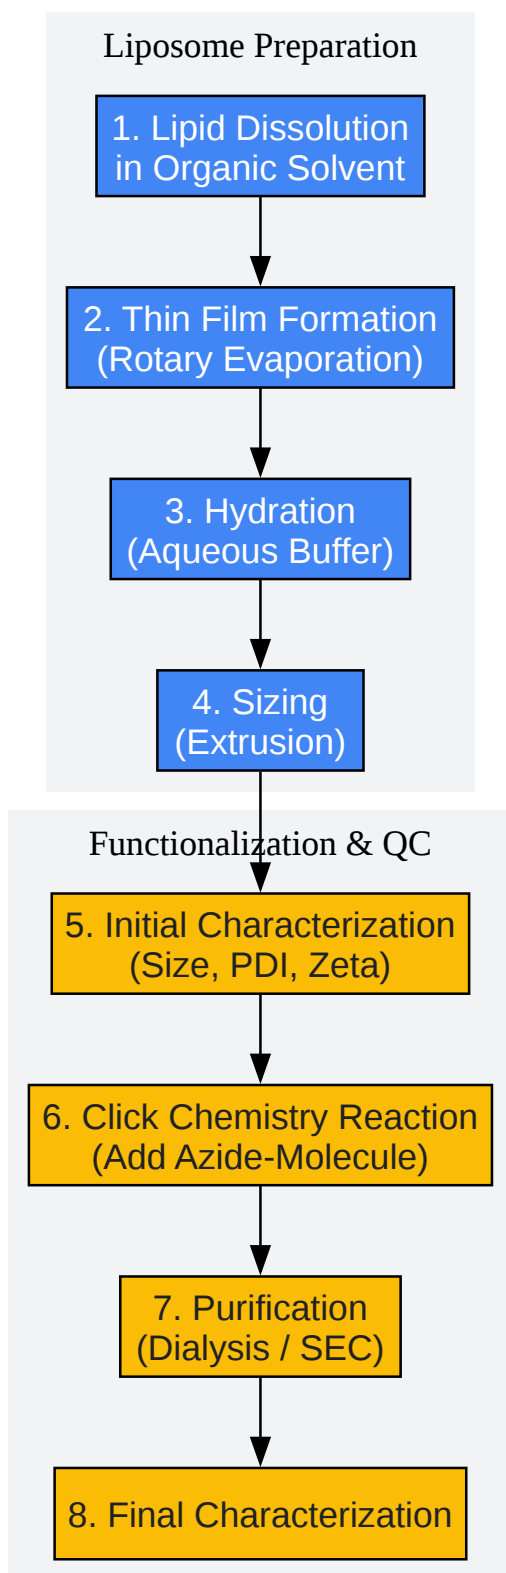 Liposome Preparation
1. Lipid Dissolution
in Organic Solvent
2. Thin Film Formation
(Rotary Evaporation)
3. Hydration
(Aqueous Buffer)
4. Sizing
(Extrusion)
Functionalization & QC
5. Initial Characterization
(Size, PDI, Zeta)
6. Click Chemistry Reaction
(Add Azide-Molecule)
7. Purification
(Dialysis / SEC)
8. Final Characterization